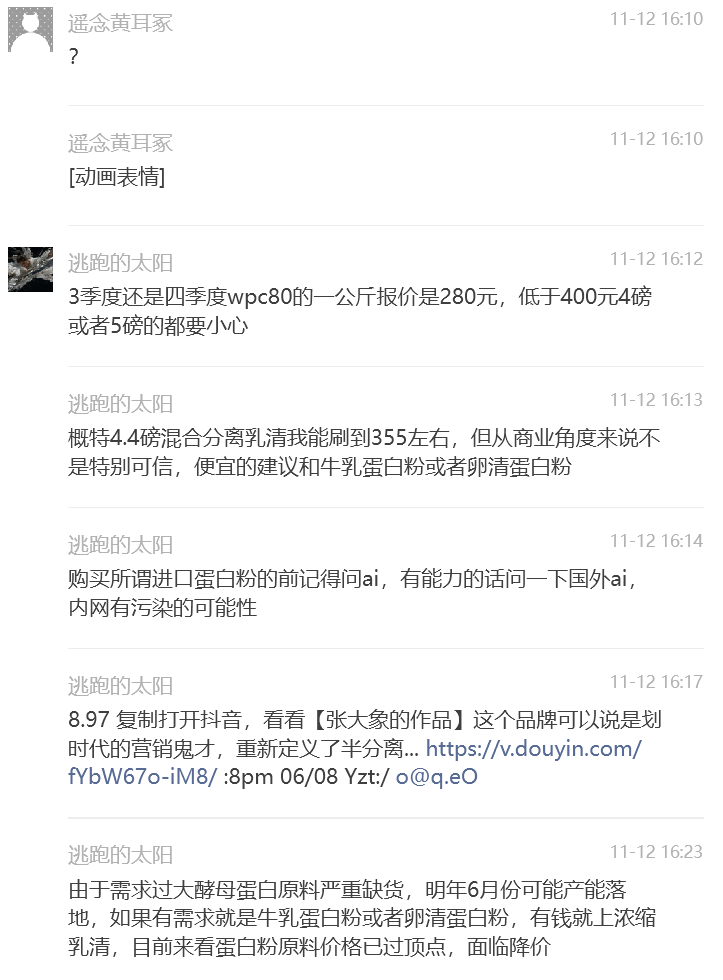 遥念黄耳冢 11-12 16:10
?
遥念黄耳冢 11-12 16:10
[动画表情]
逃跑的太阳 11-12 16:12
3季度还是四季度wpc80的一公斤报价是280元，低于400元4磅
或者5磅的都要小心
逃跑的太阳 11-12 16:13
概特4.4磅混合分离乳清我能刷到355左右，但从商业角度来说不
是特别可信，便宜的建议和牛乳蛋白粉或者卵清蛋白粉
逃跑的太阳 11-12 16:14
购买所谓进口蛋白粉的前记得问ai，有能力的话问一下国外ai，
内网有污染的可能性
逃跑的太阳 11-12 16:17
8.97 复制打开抖音，看看【张大象的作品】这个品牌可以说是划
时代的营销鬼才，重新定义了半分离... https://v.douyin.com/
fYbW67o-iM8/ :8pm 06/08 Yzt:/ o@q.eO
逃跑的太阳 11-12 16:23
由于需求过大酵母蛋白原料严重缺货，明年6月份可能产能落
地，如果有需求就是牛乳蛋白粉或者卵清蛋白粉，有钱就上浓缩
乳清，目前来看蛋白粉原料价格已过顶点，面临降价